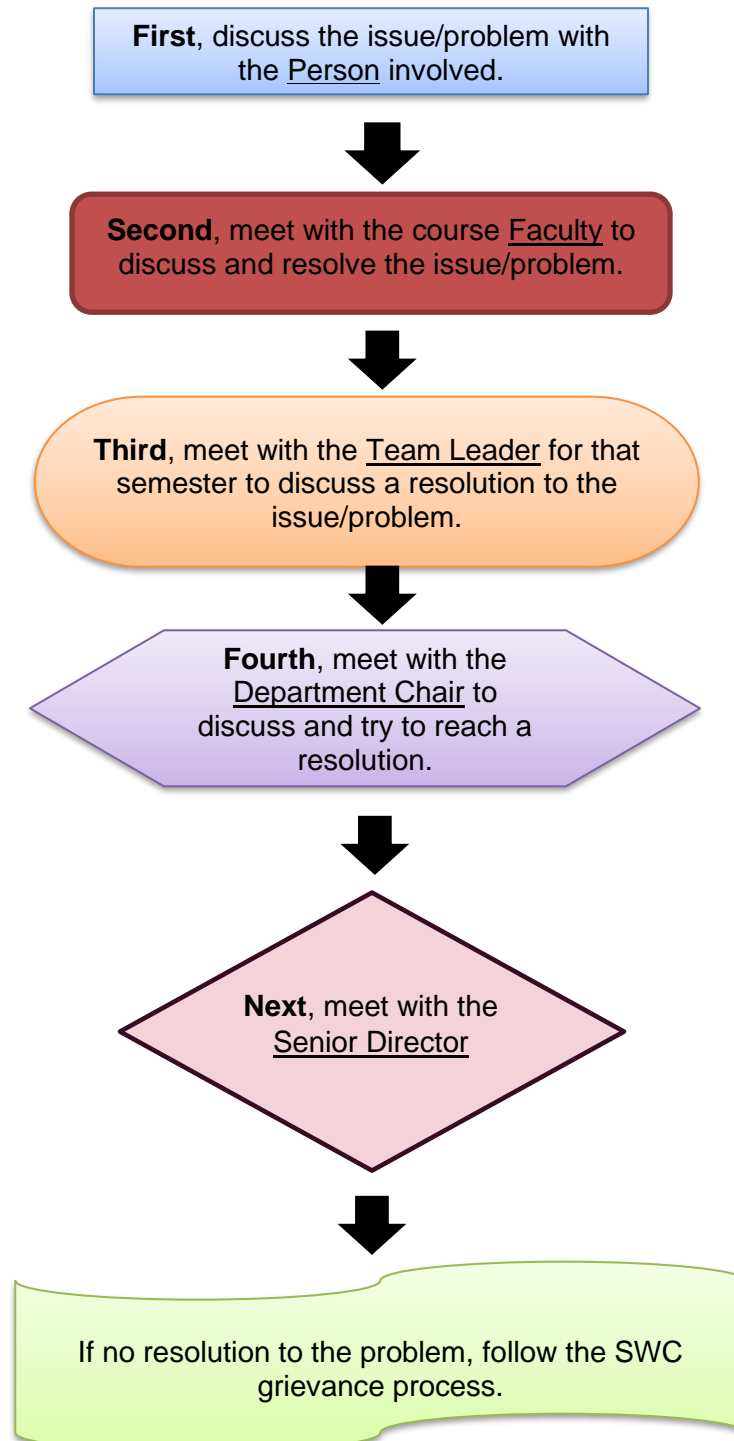 First, discuss the issue/problem with
the Person involved.
Second, meet with the course Faculty to
discuss and resolve the issue/problem.
Third, meet with the Team Leader for that
semester to discuss a resolution to the
issue/problem.
Fourth, meet with the
Department Chair to
discuss and try to reach a
resolution.
Next, meet with the
Senior Director
If no resolution to the problem, follow the SWC
grievance process.